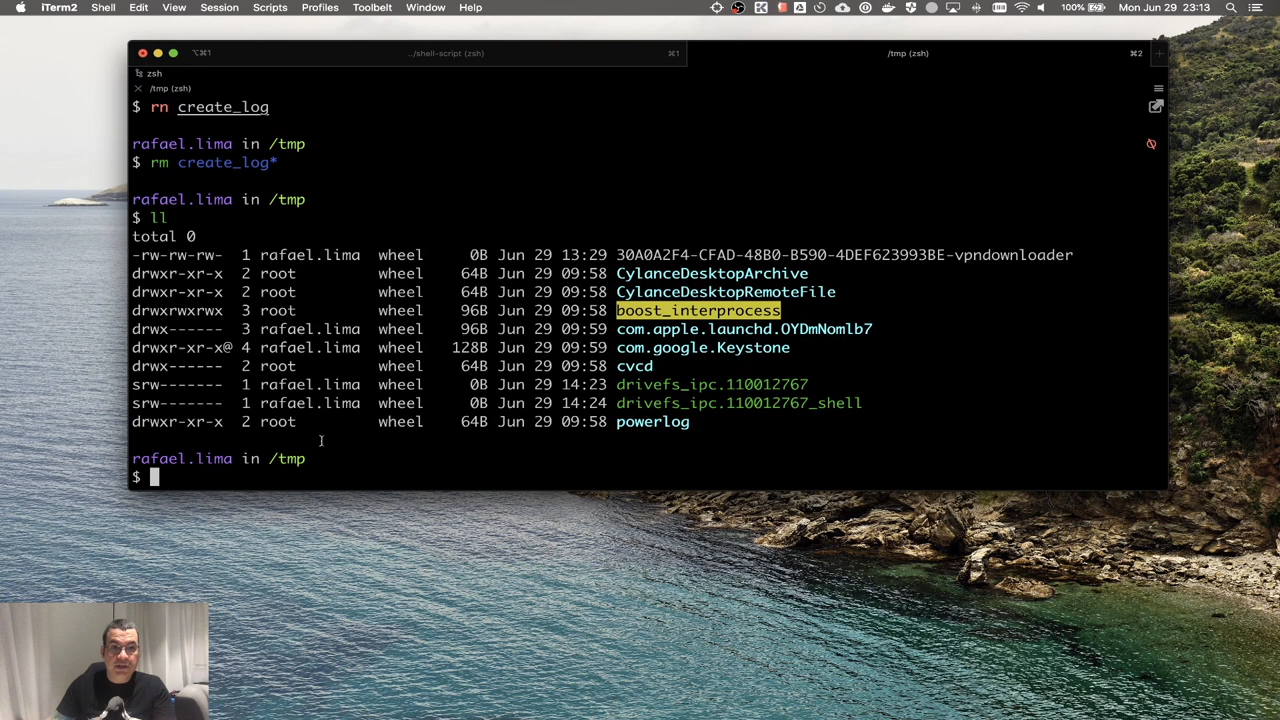 iTerm2 Shell Edit View Session Scripts Profiles Toolbelt Window Help 100% Mon Jun 29 23:13
⌥⌘1 ../shell-script (zsh) ⌘1 /tmp (zsh) ⌘2
zsh
/tmp (zsh)
$ rn create_log
rafael.lima in /tmp
$ rm create_log*
rafael.lima in /tmp
$ ll
total 0
-rw-rw-rw- 1 rafael.lima wheel 0B Jun 29 13:29 30A0A2F4-CFAD-48B0-B590-4DEF623993BE-vpndownloader
drwxr-xr-x 2 root wheel 64B Jun 29 09:58 CylanceDesktopArchive
drwxr-xr-x 2 root wheel 64B Jun 29 09:58 CylanceDesktopRemoteFile
drwxrwxrwx 3 root wheel 96B Jun 29 09:58 boost_interprocess
drwx------ 3 rafael.lima wheel 96B Jun 29 09:59 com.apple.launchd.OYDmNomlb7
drwxr-xr-x@ 4 rafael.lima wheel 128B Jun 29 09:59 com.google.Keystone
drwx------ 2 root wheel 64B Jun 29 09:58 cvcd
srw------- 1 rafael.lima wheel 0B Jun 29 14:23 drivefs_ipc.110012767
srw------- 1 rafael.lima wheel 0B Jun 29 14:24 drivefs_ipc.110012767_shell
drwxr-xr-x 2 root wheel 64B Jun 29 09:58 powerlog
rafael.lima in /tmp
$